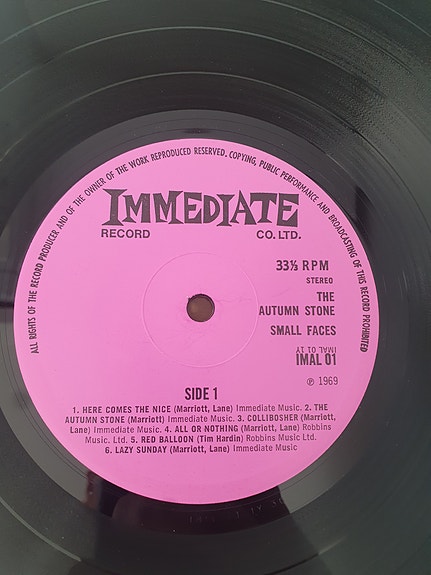 ALL RIGHTS OF THE RECORD PRODUCER AND OF THE OWNER OF THE WORK REPRODUCED RESERVED. COPYING, PUBLIC PERFORMANCE AND BROADCASTING OF THIS RECORD PROHIBITED
IMMEDIATE
RECORD CO. LTD.
33⅓ RPM
STEREO
THE
AUTUMN STONE
SMALL FACES
IMAL 01 1Y
IMAL 01
℗ 1969
SIDE 1
1. HERE COMES THE NICE (Marriott, Lane) Immediate Music. 2. THE
AUTUMN STONE (Marriott) Immediate Music. 3. COLLIBOSHER (Marriott,
Lane) Immediate Music. 4. ALL OR NOTHING (Marriott, Lane) Robbins
Music. Ltd. 5. RED BALLOON (Tim Hardin) Robbins Music Ltd.
6. LAZY SUNDAY (Marriott, Lane) Immediate Music